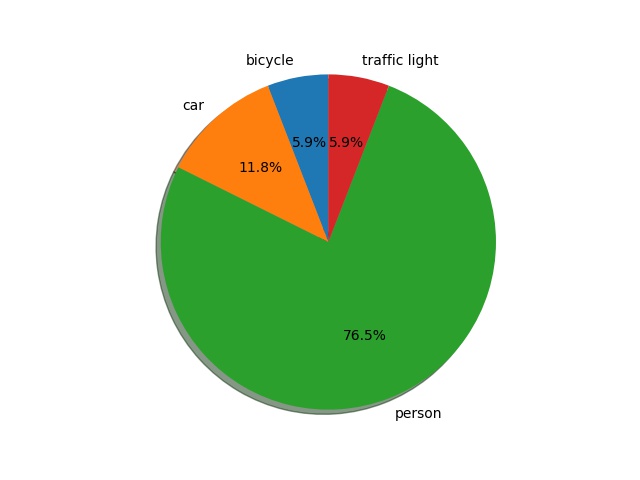 bicycle
traffic light
car
5.9%
5.9%
11.8%
76.5%
person